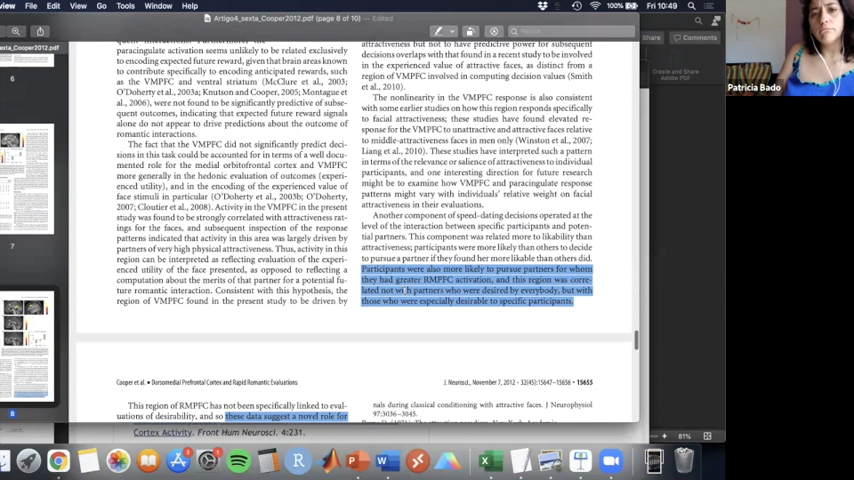 view File Edit Go Tools Window Help
100%
Fri 10:49
Artigo4_sexta_Cooper2012.pdf (page 8 of 10) — Edited
Search
Share
Comments
Create and Share
Adobe PDF
Patricia Bado
6
7
8
paracingulate activation seems unlikely to be related exclusively
to encoding expected future reward, given that brain areas known
to contribute specifically to encoding anticipated rewards, such
as the VMPFC and ventral striatum (McClure et al., 2003;
O'Doherty et al., 2003a; Knutson and Cooper, 2005; Montague et
al., 2006), were not found to be significantly predictive of subse-
quent outcomes, indicating that expected future reward signals
alone do not appear to drive predictions about the outcome of
romantic interactions.
The fact that the VMPFC did not significantly predict deci-
sions in this task could be accounted for in terms of a well docu-
mented role for the medial orbitofrontal cortex and VMPFC
more generally in the hedonic evaluation of outcomes (experi-
enced utility), and in the encoding of the experienced value of
face stimuli in particular (O'Doherty et al., 2003b; O'Doherty,
2007; Cloutier et al., 2008). Activity in the VMPFC in the present
study was found to be strongly correlated with attractiveness rat-
ings for the faces, and subsequent inspection of the response
patterns indicated that activity in this area was largely driven by
partners of very high physical attractiveness. Thus, activity in this
region can be interpreted as reflecting evaluation of the experi-
enced utility of the face presented, as opposed to reflecting a
computation about the merits of that partner for a potential fu-
ture romantic interaction. Consistent with this hypothesis, the
region of VMPFC found in the present study to be driven by
attractiveness but not to have predictive power for subsequent
decisions overlaps with that found in a recent study to be involved
in the experienced value of attractive faces, as distinct from a
region of VMPFC involved in computing decision values (Smith
et al., 2010).
The nonlinearity in the VMPFC response is also consistent
with some earlier studies on how this region responds specifically
to facial attractiveness; these studies have found elevated re-
sponse for the VMPFC to unattractive and attractive faces relative
to middle-attractiveness faces in men only (Winston et al., 2007;
Liang et al., 2010). These studies have interpreted such a pattern
in terms of the relevance or salience of attractiveness to individual
participants, and one interesting direction for future research
might be to examine how VMPFC and paracingulate response
patterns might vary with individuals' relative weight on facial
attractiveness in their evaluations.
Another component of speed-dating decisions operated at the
level of the interaction between specific participants and poten-
tial partners. This component was related more to likability than
attractiveness; participants were more likely than others to decide
to pursue a partner if they found her more likable than others did.
Participants were also more likely to pursue partners for whom
they had greater RMPFC activation, and this region was corre-
lated not with partners who were desired by everybody, but with
those who were especially desirable to specific participants.
Cooper et al. • Dorsomedial Prefrontal Cortex and Rapid Romantic Evaluations
J. Neurosci., November 7, 2012 • 32(45):15647–15656 • 15655
This region of RMPFC has not been specifically linked to eval-
uations of desirability, and so these data suggest a novel role for
nals during classical conditioning with attractive faces. J Neurophysiol
97:3036–3045.
Cortex Activity. Front Hum Neurosci. 4:231.
81%